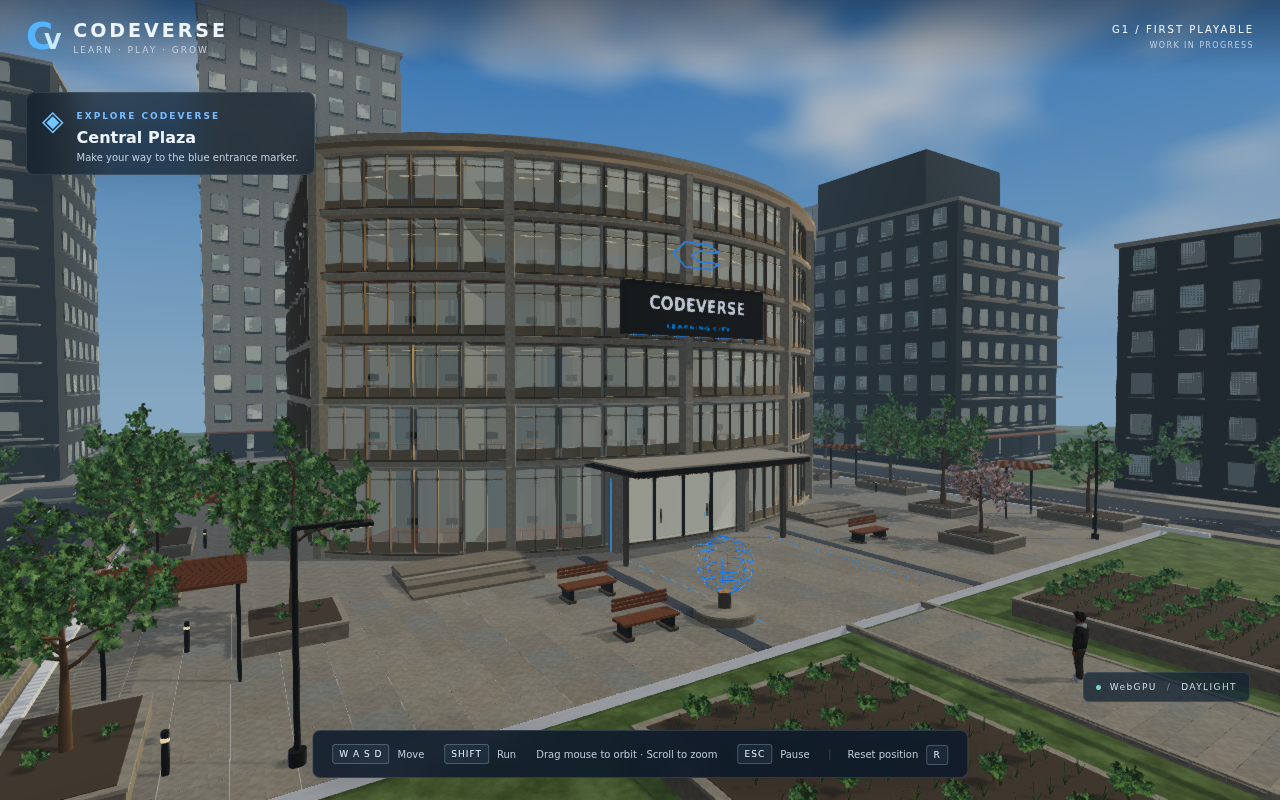 CODEVERSE
LEARN · PLAY · GROW
G1 / FIRST PLAYABLE
WORK IN PROGRESS
EXPLORE CODEVERSE
Central Plaza
Make your way to the blue entrance marker.
CODEVERSE
LEARNING CITY
WebGPU / DAYLIGHT
W A S D Move SHIFT Run Drag mouse to orbit · Scroll to zoom ESC Pause | Reset position R